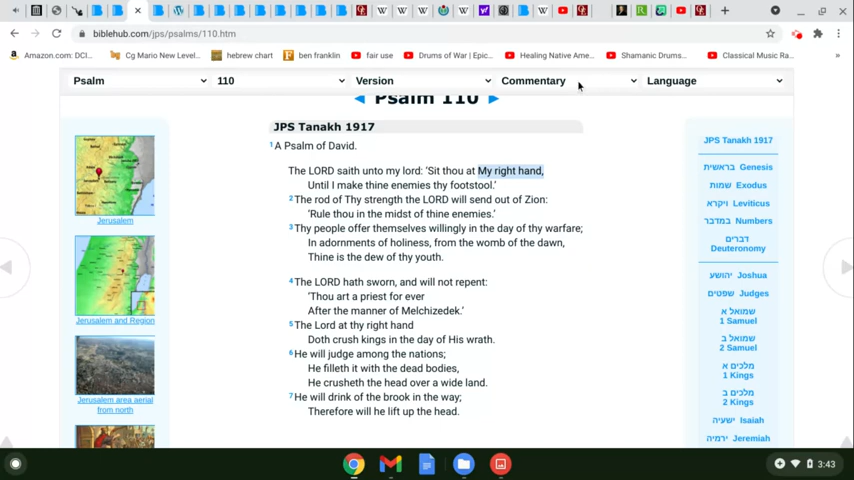 biblehub.com/jps/psalms/110.htm
Amazon.com: DCI...
Cg Mario New Level...
hebrew chart
ben franklin
fair use
Drums of War | Epic...
Healing Native Ame...
Shamanic Drums...
Classical Music Ra...
»
Psalm
110
Version
Commentary
Language
Psalm 110
JPS Tanakh 1917
1 A Psalm of David.
The LORD saith unto my lord: ‘Sit thou at My right hand,
Until I make thine enemies thy footstool.’
2 The rod of Thy strength the LORD will send out of Zion:
‘Rule thou in the midst of thine enemies.’
3 Thy people offer themselves willingly in the day of thy warfare;
In adornments of holiness, from the womb of the dawn,
Thine is the dew of thy youth.
4 The LORD hath sworn, and will not repent:
‘Thou art a priest for ever
After the manner of Melchizedek.’
5 The Lord at thy right hand
Doth crush kings in the day of His wrath.
6 He will judge among the nations;
He filleth it with the dead bodies,
He crusheth the head over a wide land.
7 He will drink of the brook in the way;
Therefore will he lift up the head.
Jerusalem
Jerusalem and Region
Jerusalem area aerial
from north
JPS Tanakh 1917
בראשית Genesis
שמות Exodus
ויקרא Leviticus
במדבר Numbers
דברים
Deuteronomy
יהושע Joshua
שפטים Judges
שמואל א
1 Samuel
שמואל ב
2 Samuel
מלכים א
1 Kings
מלכים ב
2 Kings
ישעיה Isaiah
ירמיה Jeremiah
3:43